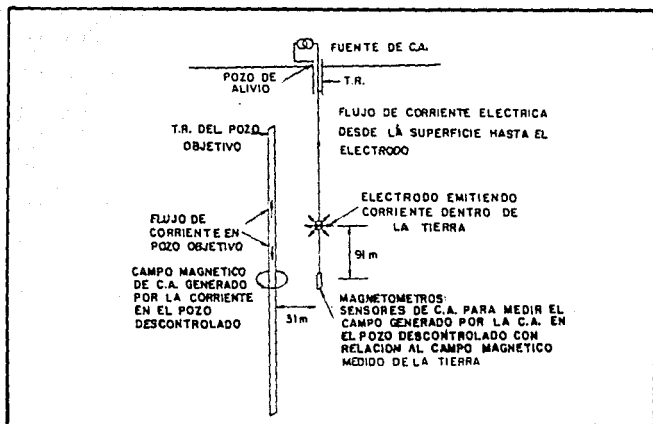 FUENTE DE C.A.
POZO DE
ALIVIO
T.R.
FLUJO DE CORRIENTE ELECTRICA
DESDE LA SUPERFICIE HASTA EL
ELECTRODO
T.R. DEL POZO
OBJETIVO
ELECTRODO EMITIENDO
CORRIENTE DENTRO DE
LA TIERRA
FLUJO DE
CORRIENTE EN
POZO OBJETIVO
91 m
CAMPO MAGNETICO
DE C.A. GENERADO
POR LA CORRIENTE
EN EL POZO
DESCONTROLADO
31m
MAGNETOMETROS:
SENSORES DE C.A. PARA MEDIR EL
CAMPO GENERADO POR LA C.A. EN
EL POZO DESCONTROLADO CON
RELACION AL CAMPO MAGNETICO
MEDIDO DE LA TIERRA